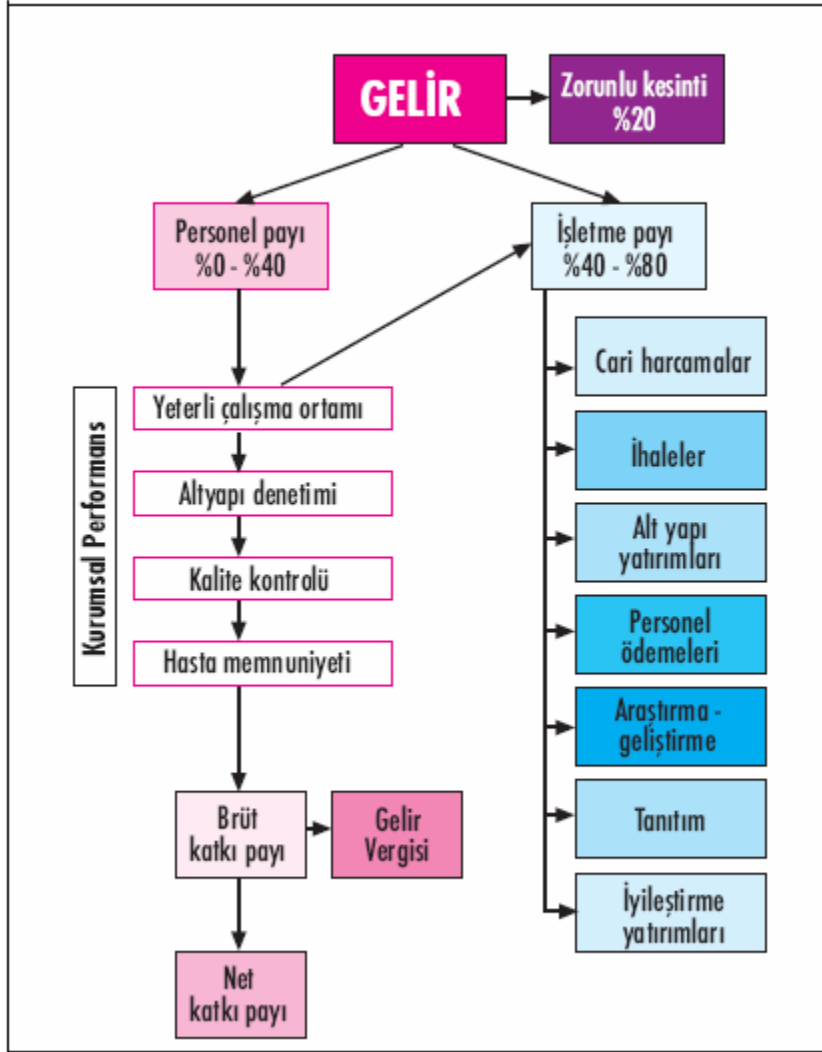 GELİR
Zorunlu kesinti
%20
Personel payı
%0 - %40
İşletme payı
%40 - %80
Kurumsal Performans
Yeterli çalışma ortamı
Altyapı denetimi
Kalite kontrolü
Hasta memnuniyeti
Brüt
katkı payı
Gelir
Vergisi
Net
katkı payı
Cari harcamalar
İhaleler
Alt yapı
yatırımları
Personel
ödemeleri
Araştırma -
geliştirme
Tanıtım
İyileştirme
yatırımları